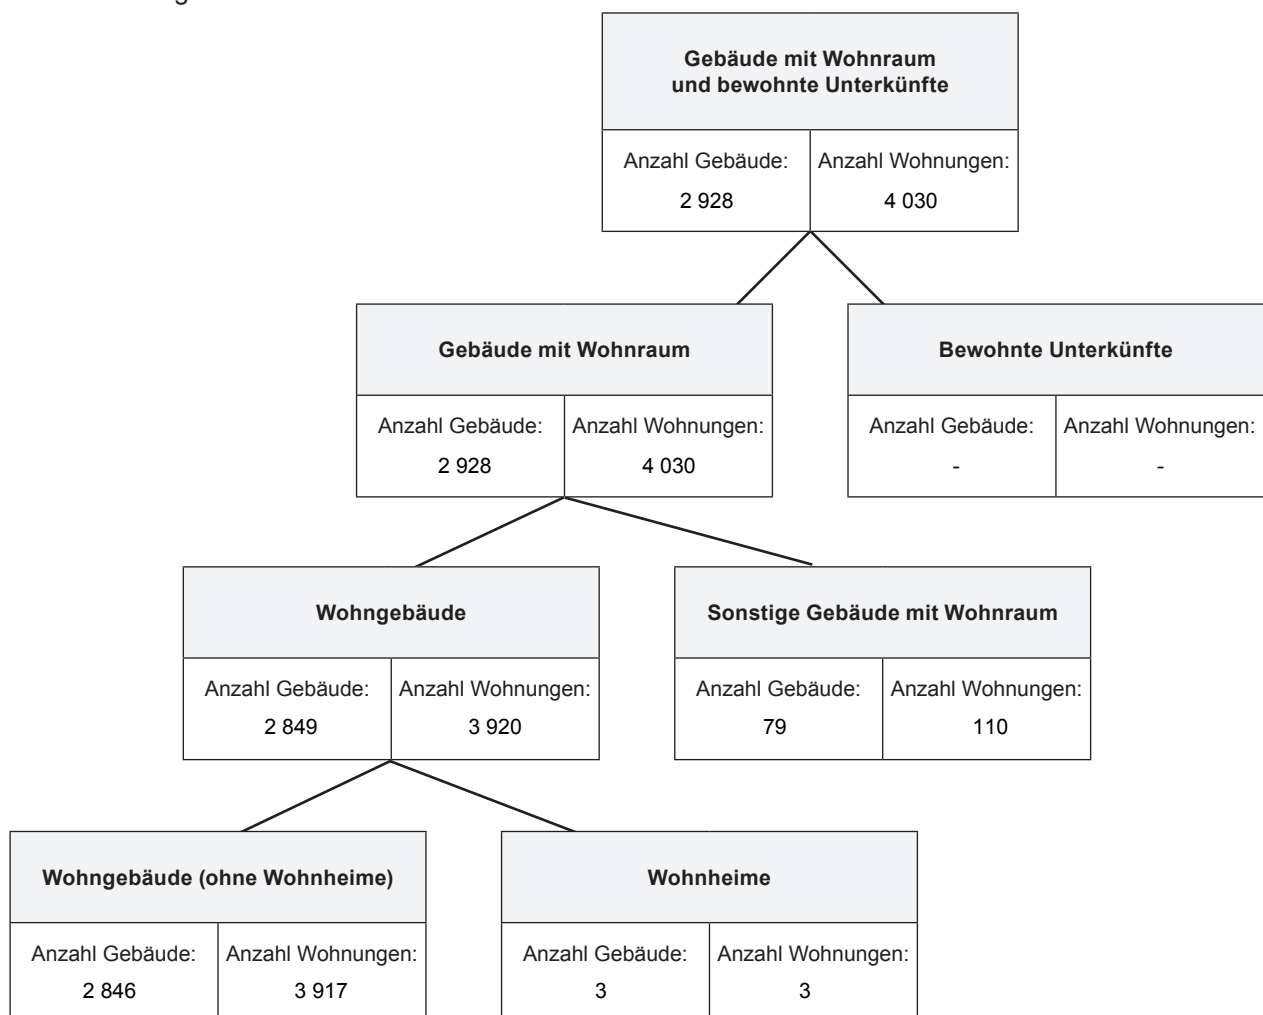 Gebäude mit Wohnraum
und bewohnte Unterkünfte
Anzahl Gebäude: Anzahl Wohnungen:
2 928 4 030
Gebäude mit Wohnraum Bewohnte Unterkünfte
Anzahl Gebäude: Anzahl Wohnungen: Anzahl Gebäude: Anzahl Wohnungen:
2 928 4 030 - -
Wohngebäude Sonstige Gebäude mit Wohnraum
Anzahl Gebäude: Anzahl Wohnungen: Anzahl Gebäude: Anzahl Wohnungen:
2 849 3 920 79 110
Wohngebäude (ohne Wohnheime) Wohnheime
Anzahl Gebäude: Anzahl Wohnungen: Anzahl Gebäude: Anzahl Wohnungen:
2 846 3 917 3 3